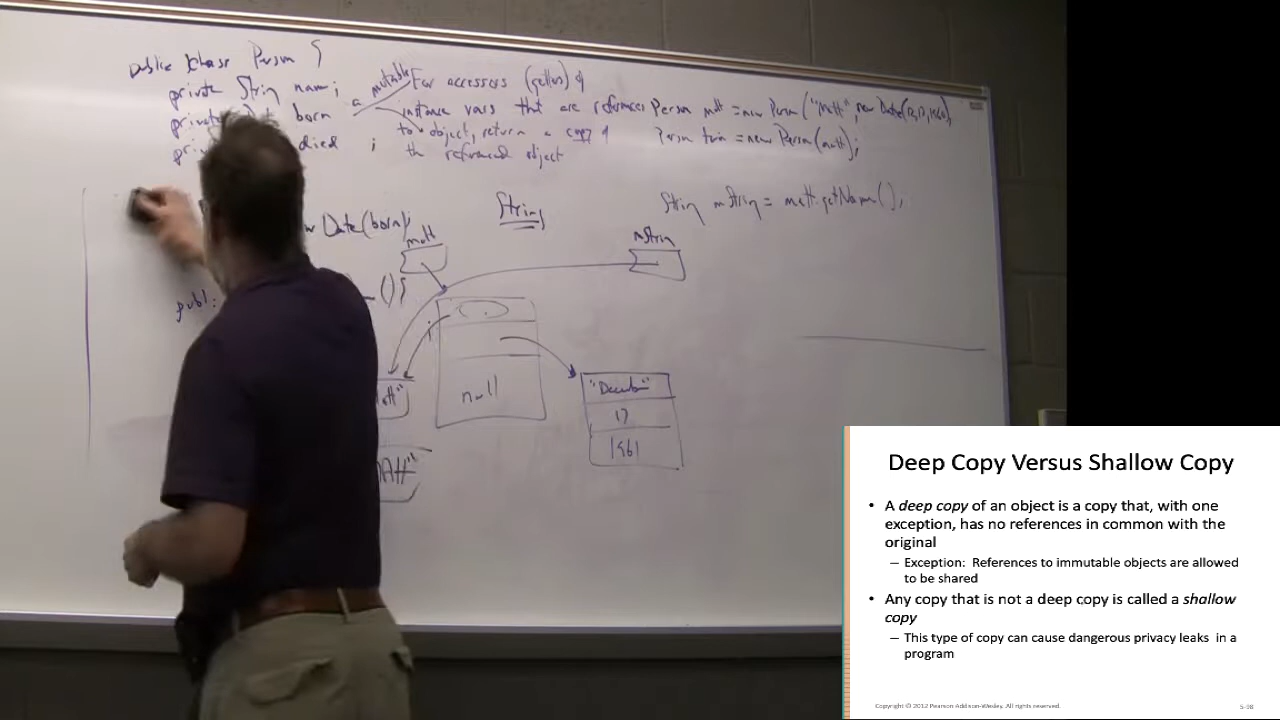 public class Person {
private String name;
born
died ;
a mutable
For accessors (getters) of
instance vars that are references
to object, return a copy of
the referenced object
Person matt = new Person("Matt", new Date(
Person twin = new Person(matt);
String mString = matt.getName();
Date(born);
String
matt
mString
() {
publ
null
"December"
17
1961
Deep Copy Versus Shallow Copy
• A deep copy of an object is a copy that, with one
exception, has no references in common with the
original
– Exception: References to immutable objects are allowed
to be shared
• Any copy that is not a deep copy is called a shallow
copy
– This type of copy can cause dangerous privacy leaks in a
program
Copyright © 2012 Pearson Addison-Wesley. All rights reserved.
5-98